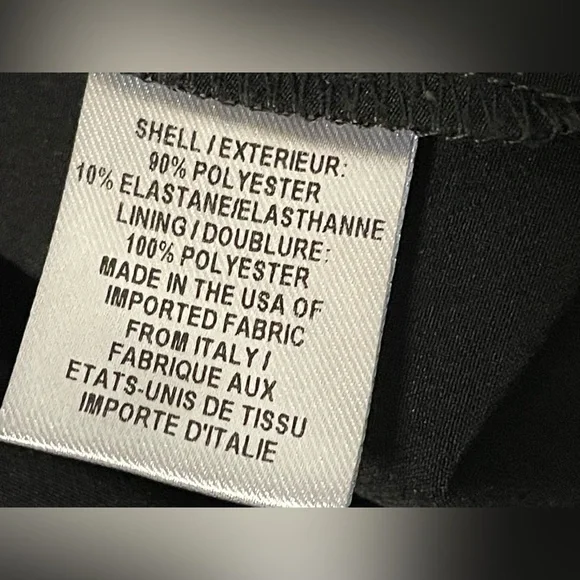 SHELL / EXTERIEUR:
90% POLYESTER
10% ELASTANE/ELASTHANNE
LINING / DOUBLURE:
100% POLYESTER
MADE IN THE USA OF
IMPORTED FABRIC
FROM ITALY /
FABRIQUE AUX
ETATS-UNIS DE TISSU
IMPORTE D'ITALIE